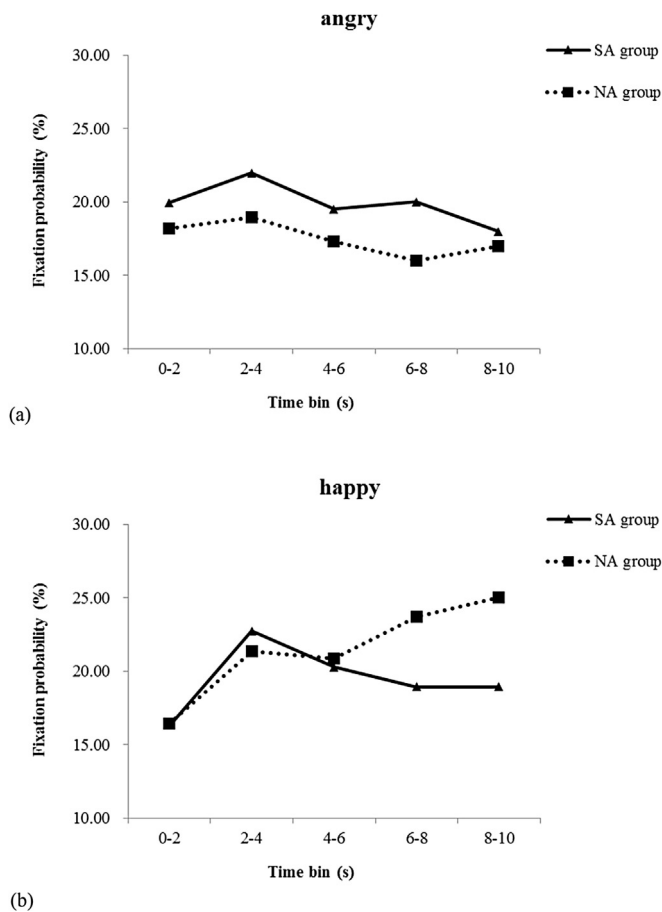 angry
30.00
25.00
20.00
15.00
10.00
Fixation probability (%)
0-2 2-4 4-6 6-8 8-10
Time bin (s)
SA group
NA group
(a)
happy
30.00
25.00
20.00
15.00
10.00
Fixation probability (%)
0-2 2-4 4-6 6-8 8-10
Time bin (s)
SA group
NA group
(b)